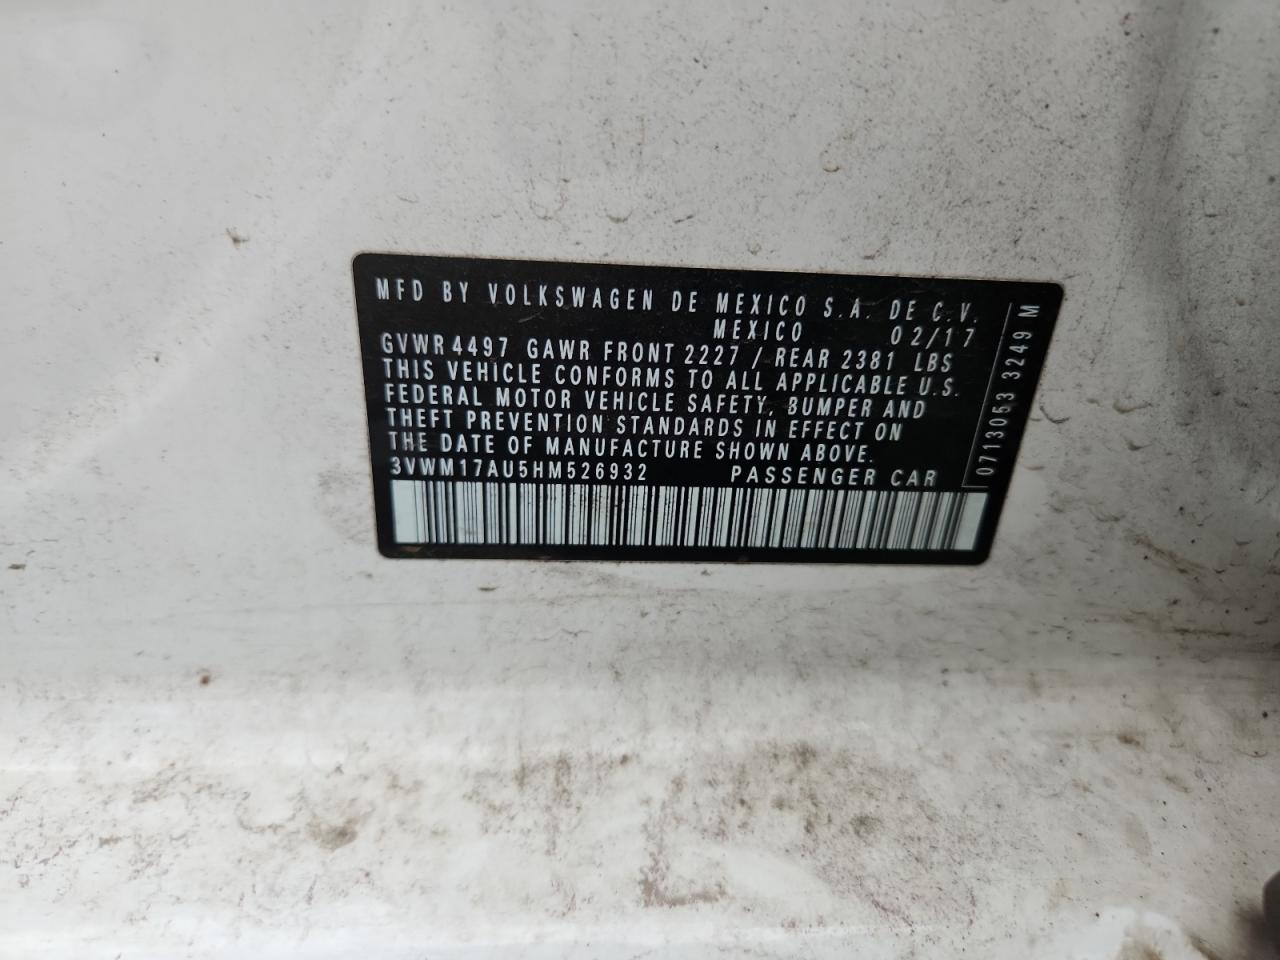 MFD BY VOLKSWAGEN DE MEXICO S.A. DE C.V.
MEXICO 02/17
GVWR 4497 GAWR FRONT 2227 / REAR 2381 LBS
THIS VEHICLE CONFORMS TO ALL APPLICABLE U.S.
FEDERAL MOTOR VEHICLE SAFETY, BUMPER AND
THEFT PREVENTION STANDARDS IN EFFECT ON
THE DATE OF MANUFACTURE SHOWN ABOVE.
3VWM17AU5HM526932 PASSENGER CAR
0713053 3249 M